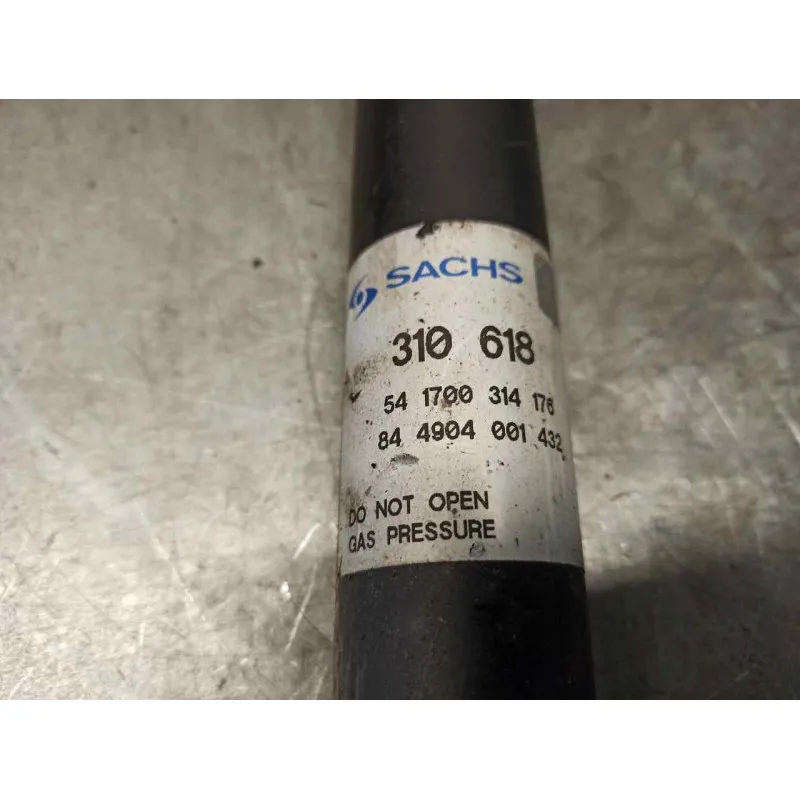 SACHS
310 618
54 1700 314 176
84 4904 001 432
DO NOT OPEN
GAS PRESSURE